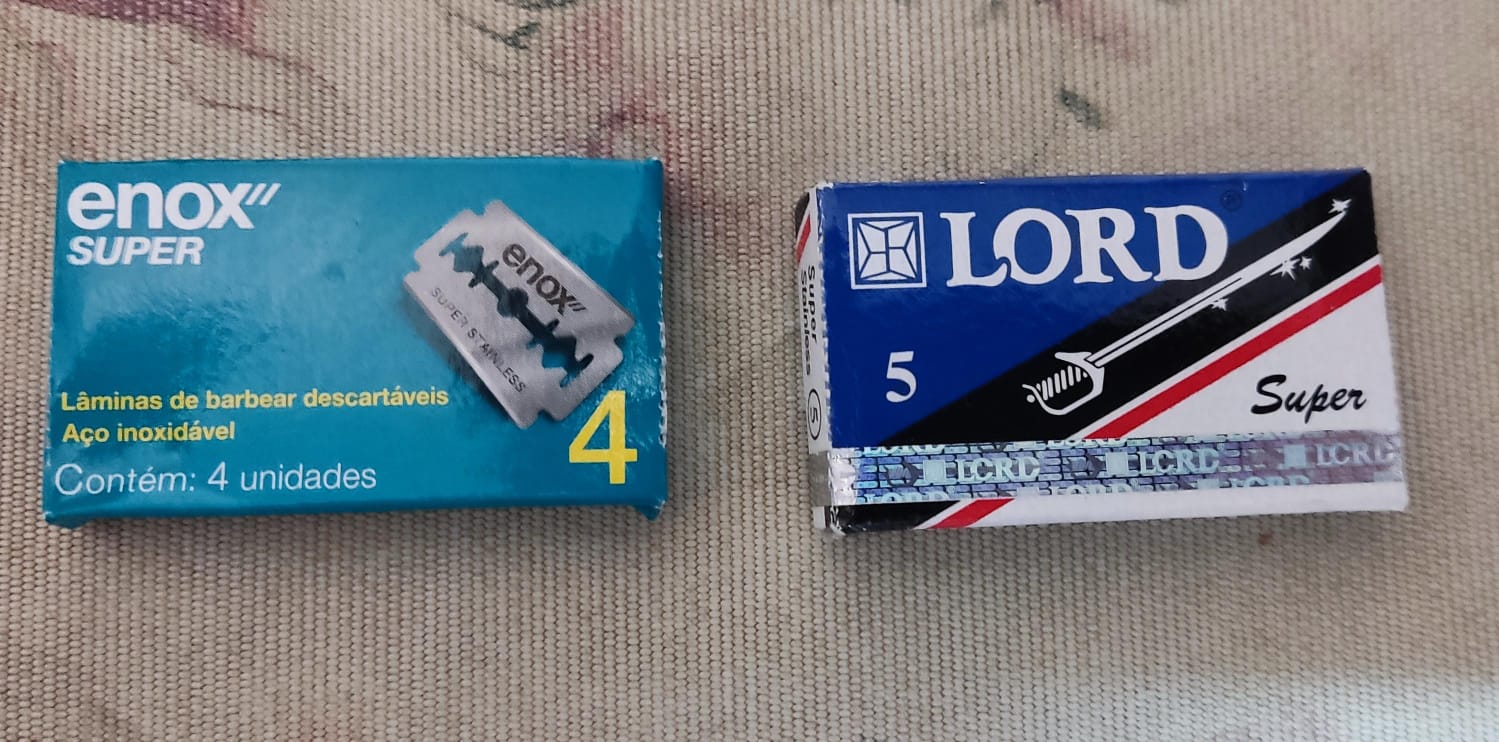 enox
SUPER
enox
SUPER STAINLESS
Lâminas de barbear descartáveis
Aço inoxidável
Contém: 4 unidades
4
Super
Stainless
5
LORD
5
Super
LORD LORD LORD